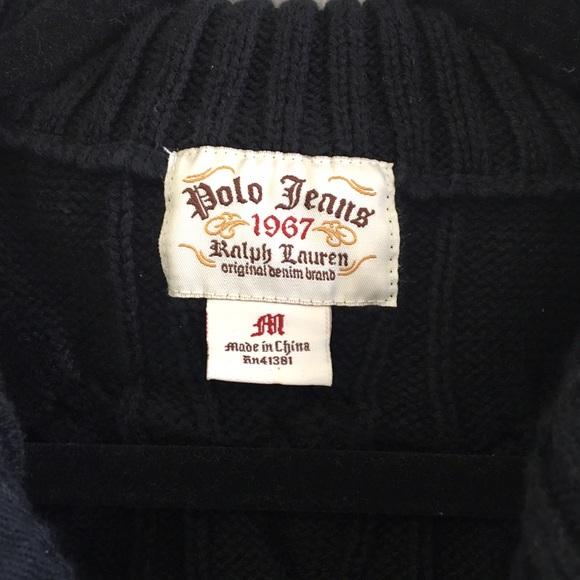 Polo Jeans
1967
Ralph Lauren
original denim brand
M
Made in China
Rn41381